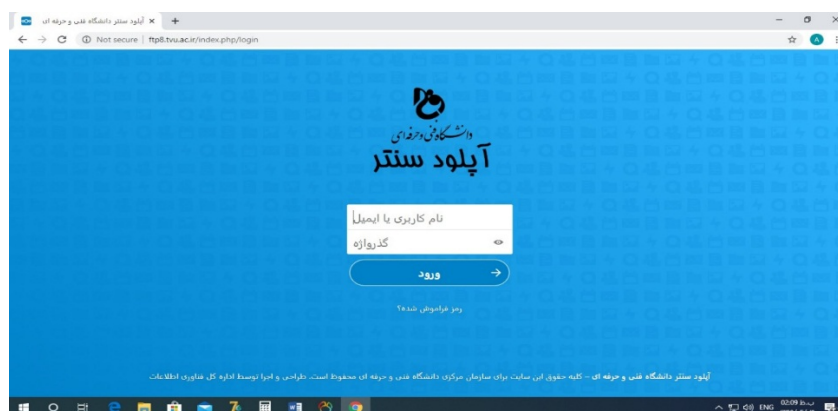 آپلود سنتر دانشگاه فنی و حرفه ای
Not secure | ftp8.tvu.ac.ir/index.php/login
A
دانشگاه فنی و حرفه‌ای
آپلود سنتر
نام کاربری یا ایمیل
گذرواژه
ورود
رمز فراموش شده؟
آپلود سنتر دانشگاه فنی و حرفه ای – کلیه حقوق این سایت برای سازمان مرکزی دانشگاه فنی و حرفه ای محفوظ است. طراحی و اجرا توسط اداره کل فناوری اطلاعات
ENG
02:09 ب.ظ